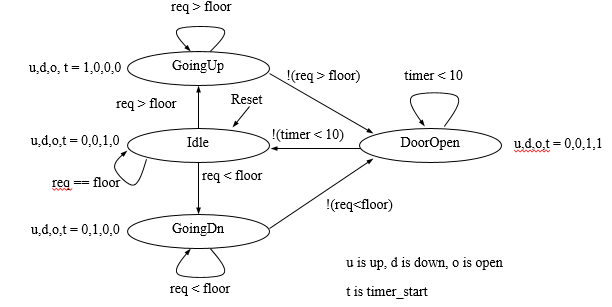 req > floor
u,d,o, t = 1,0,0,0
GoingUp
!(req > floor)
timer < 10
req > floor
Reset
u,d,o,t = 0,0,1,0
Idle
!(timer < 10)
DoorOpen
u,d,o,t = 0,0,1,1
req == floor
req < floor
!(req<floor)
u,d,o,t = 0,1,0,0
GoingDn
req < floor
u is up, d is down, o is open
t is timer_start